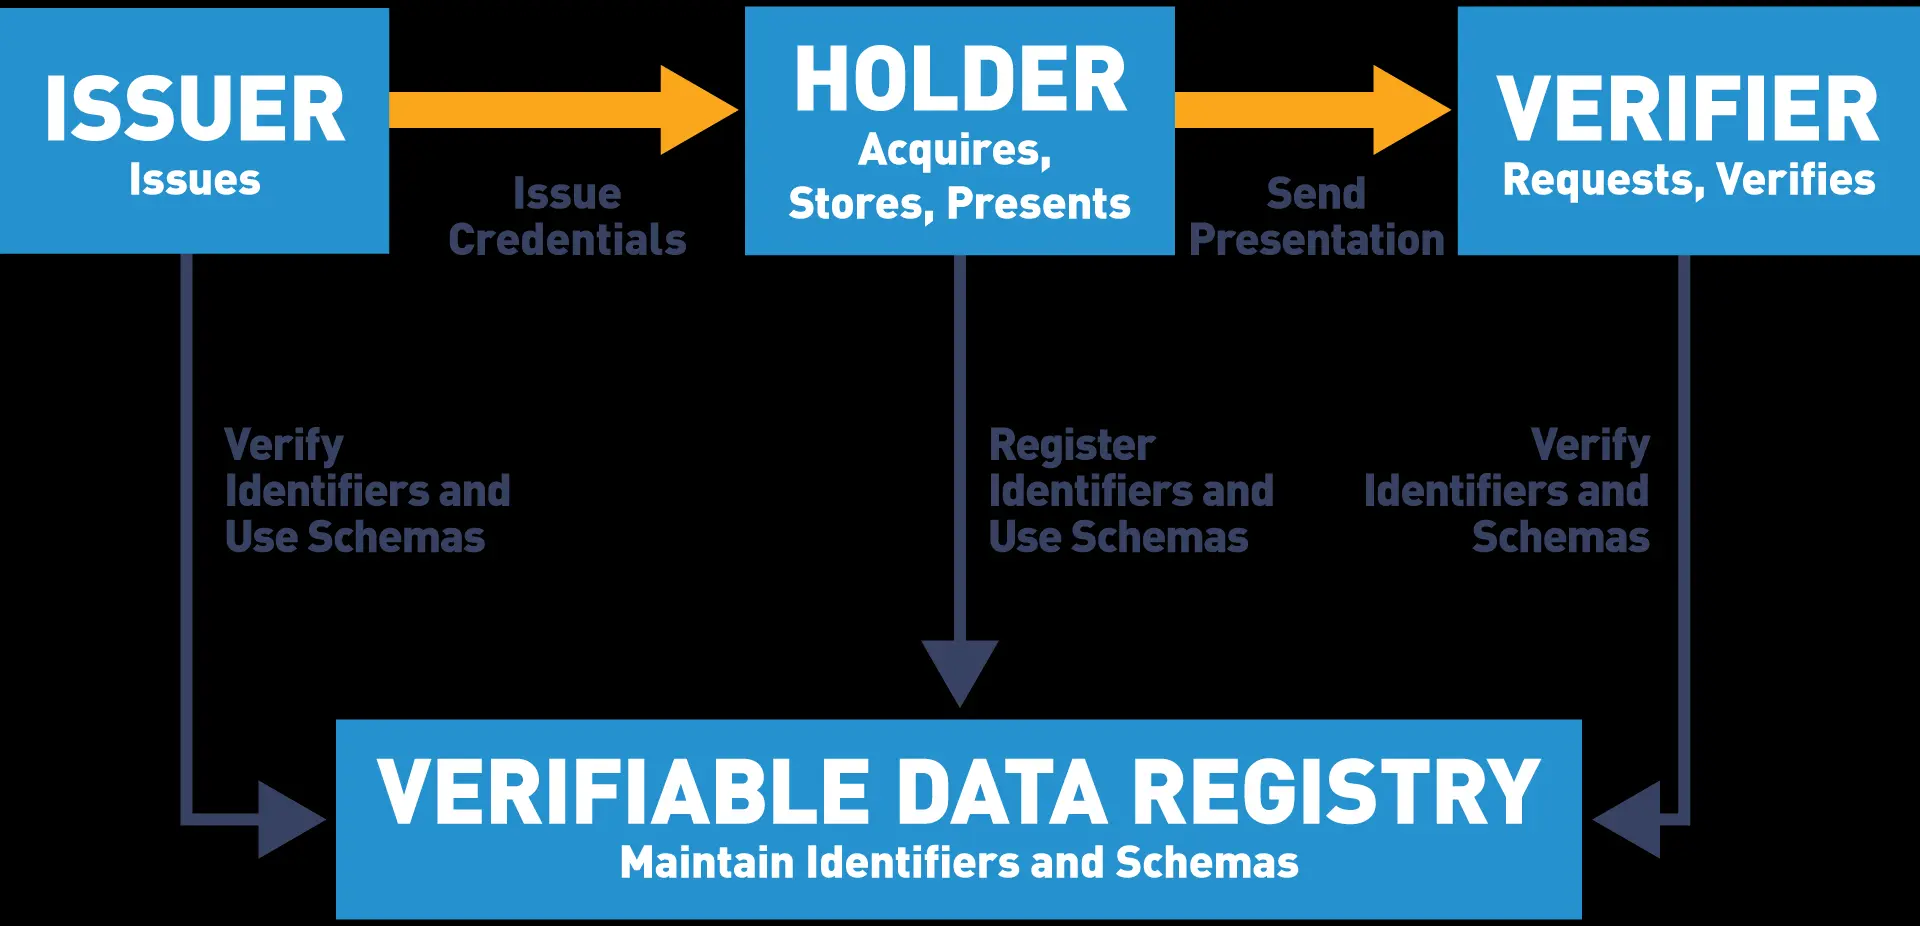 ISSUER
Issues
Issue
Credentials
HOLDER
Acquires,
Stores, Presents
Send
Presentation
VERIFIER
Requests, Verifies
Verify
Identifiers and
Use Schemas
Register
Identifiers and
Use Schemas
Verify
Identifiers and
Schemas
VERIFIABLE DATA REGISTRY
Maintain Identifiers and Schemas